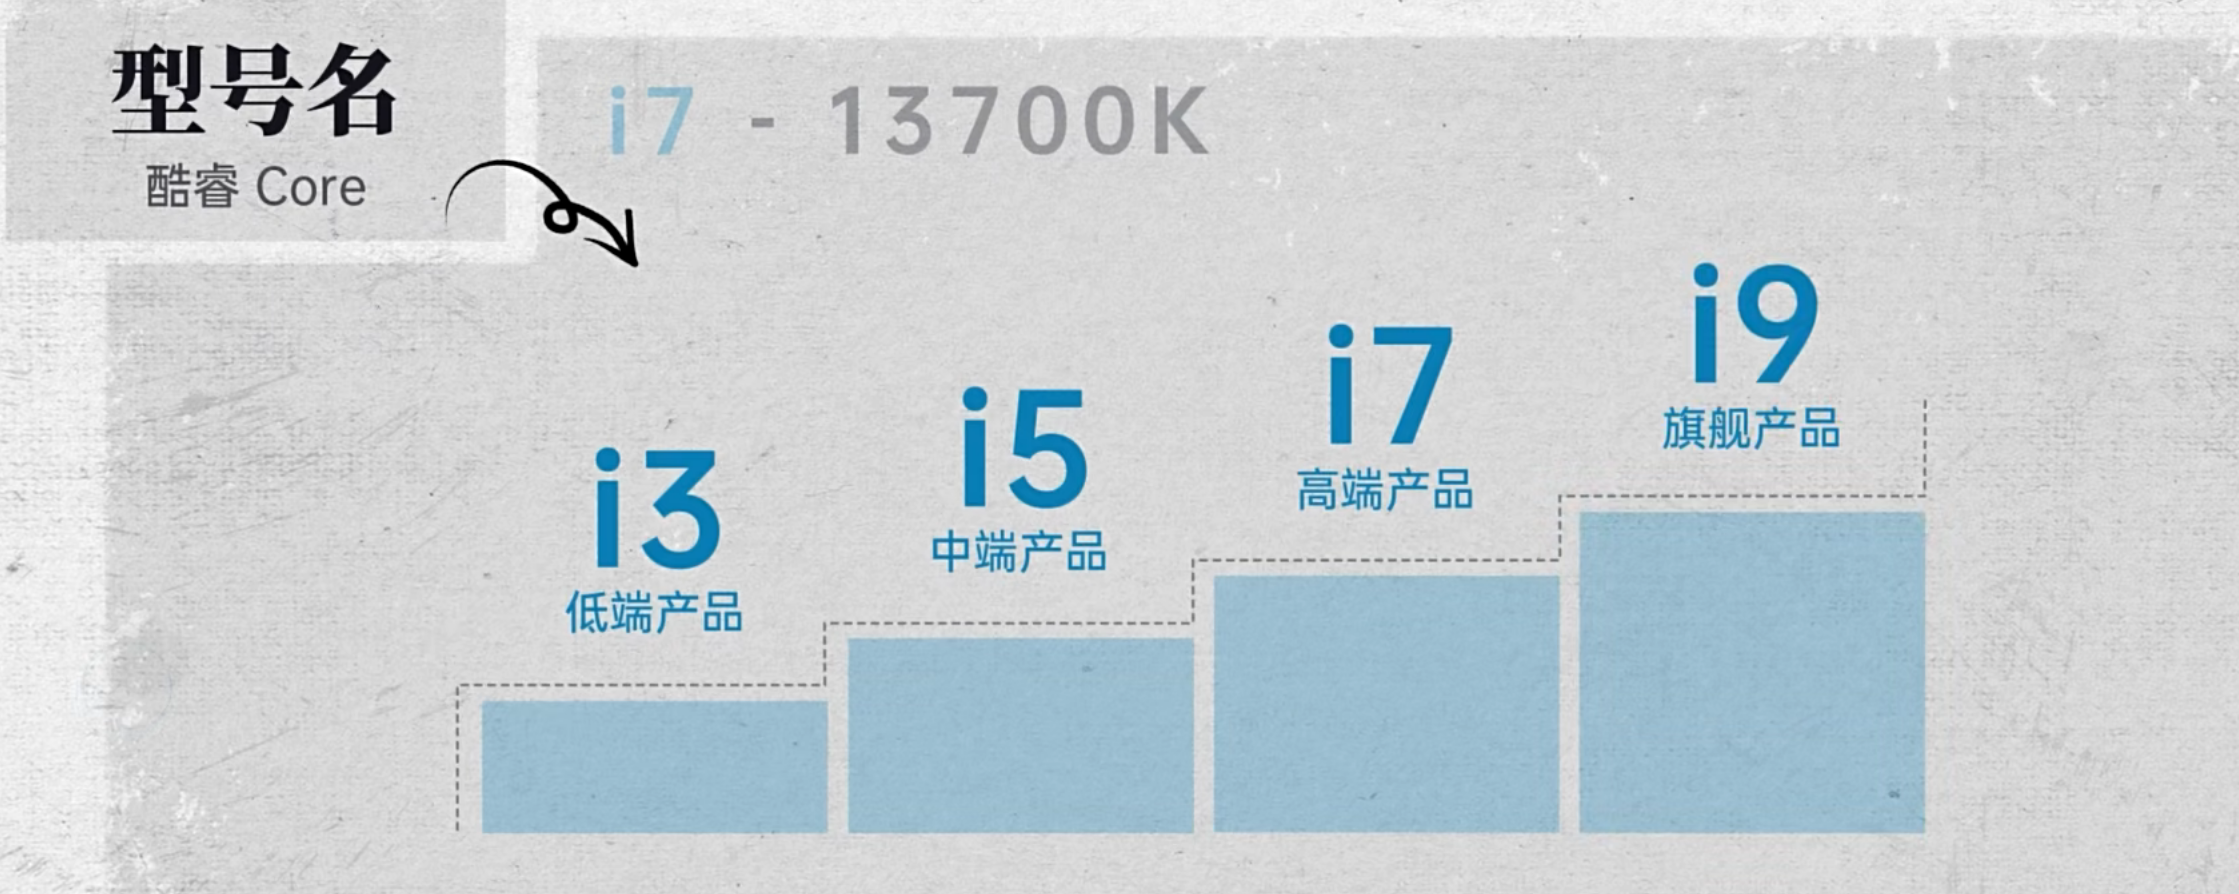 型号名
酷睿 Core
i7 - 13700K
i3
低端产品
i5
中端产品
i7
高端产品
i9
旗舰产品